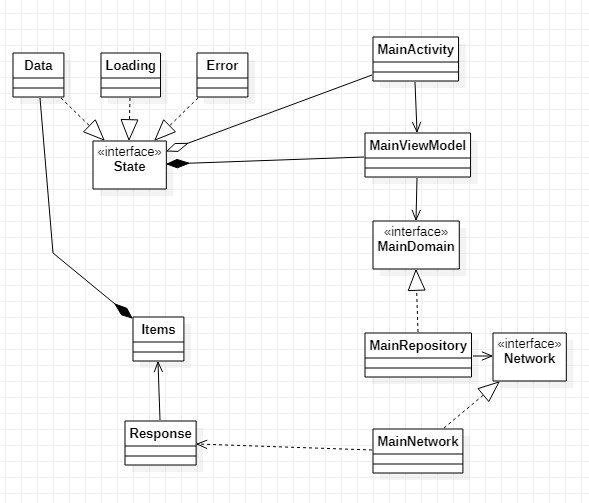 Data
Loading
Error
MainActivity
«interface»
State
MainViewModel
«interface»
MainDomain
Items
MainRepository
«interface»
Network
Response
MainNetwork